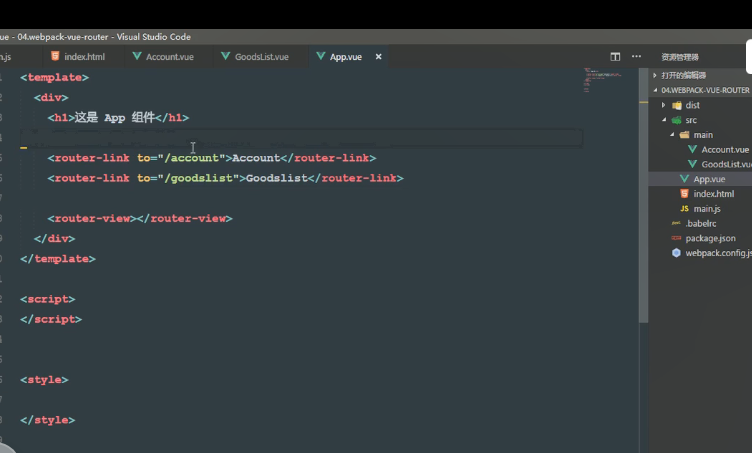 ue - 04.webpack-vue-router - Visual Studio Code
n.js index.html Account.vue GoodsList.vue App.vue × ··· 资源管理器
<template>
<div>
<h1>这是 App 组件</h1>
<router-link to="/account">Account</router-link>
<router-link to="/goodslist">Goodslist</router-link>
<router-view></router-view>
</div>
</template>
<script>
</script>
<style>
</style>
打开的编辑器
04.WEBPACK-VUE-ROUTER
dist
src
main
Account.vue
GoodsList.vu
App.vue
index.html
JS main.js
.babelrc
package.json
webpack.config.js